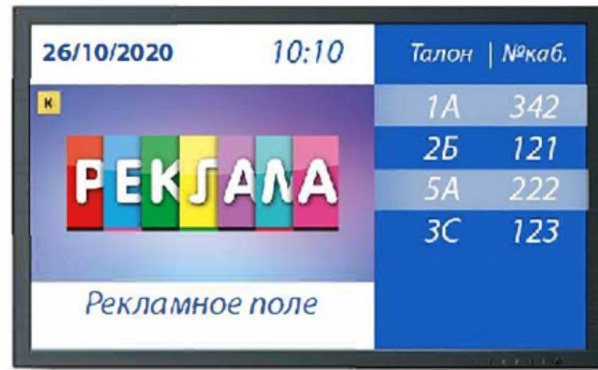 26/10/2020 10:10
К
РЕКЛАМА
Рекламное поле
Талон | №каб.
1А 342
2Б 121
5А 222
3С 123